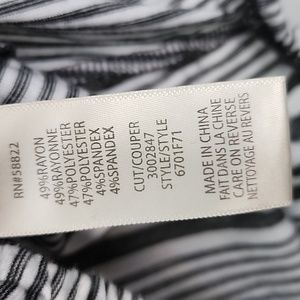 RN#58822
49%RAYON
49%RAYONNE
47%POLYESTER
47%POLYESTER
4%SPANDEX
4%SPANDEX
CUT/COUPER
3002847
STYLE/STYLE
6701F71
MADE IN CHINA
FAIT DANS LA CHINE
CARE ON REVERSE
NETTOYAGE AU REVERS